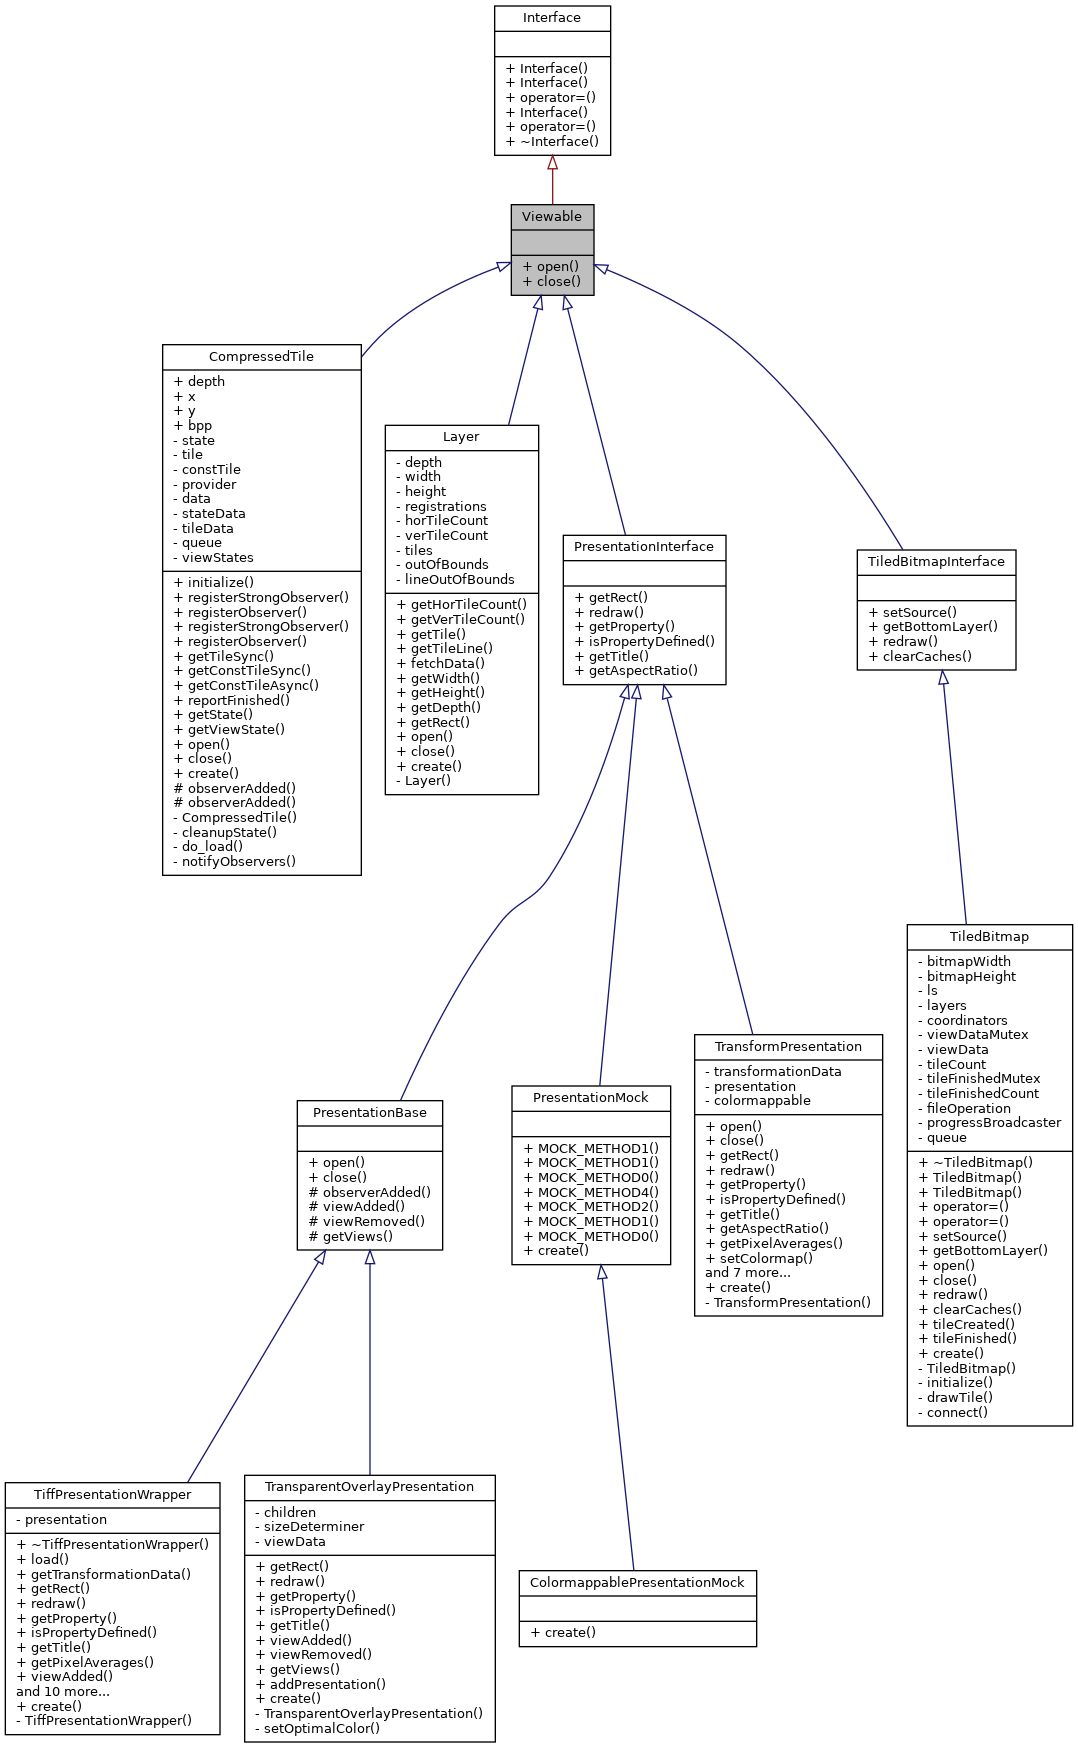 Interface
+ Interface()
+ Interface()
+ operator=()
+ Interface()
+ operator=()
+ ~Interface()
Viewable
+ open()
+ close()
CompressedTile
+ depth
+ x
+ y
+ bpp
- state
- tile
- constTile
- provider
- data
- stateData
- tileData
- queue
- viewStates
+ initialize()
+ registerStrongObserver()
+ registerObserver()
+ registerStrongObserver()
+ registerObserver()
+ getTileSync()
+ getConstTileSync()
+ getConstTileAsync()
+ reportFinished()
+ getState()
+ getViewState()
+ open()
+ close()
+ create()
# observerAdded()
# observerAdded()
- CompressedTile()
- cleanupState()
- do_load()
- notifyObservers()
Layer
- depth
- width
- height
- registrations
- horTileCount
- verTileCount
- tiles
- outOfBounds
- lineOutOfBounds
+ getHorTileCount()
+ getVerTileCount()
+ getTile()
+ getTileLine()
+ fetchData()
+ getWidth()
+ getHeight()
+ getDepth()
+ getRect()
+ open()
+ close()
+ create()
- Layer()
PresentationInterface
+ getRect()
+ redraw()
+ getProperty()
+ isPropertyDefined()
+ getTitle()
+ getAspectRatio()
TiledBitmapInterface
+ setSource()
+ getBottomLayer()
+ redraw()
+ clearCaches()
TiledBitmap
- bitmapWidth
- bitmapHeight
- ls
- layers
- coordinators
- viewDataMutex
- viewData
- tileCount
- tileFinishedMutex
- tileFinishedCount
- fileOperation
- progressBroadcaster
- queue
+ ~TiledBitmap()
+ TiledBitmap()
+ TiledBitmap()
+ operator=()
+ operator=()
+ setSource()
+ getBottomLayer()
+ open()
+ close()
+ redraw()
+ clearCaches()
+ tileCreated()
+ tileFinished()
+ create()
- TiledBitmap()
- initialize()
- drawTile()
- connect()
PresentationBase
+ open()
+ close()
# observerAdded()
# viewAdded()
# viewRemoved()
# getViews()
PresentationMock
+ MOCK_METHOD1()
+ MOCK_METHOD1()
+ MOCK_METHOD0()
+ MOCK_METHOD4()
+ MOCK_METHOD2()
+ MOCK_METHOD1()
+ MOCK_METHOD0()
+ create()
TransformPresentation
- transformationData
- presentation
- colormappable
+ open()
+ close()
+ getRect()
+ redraw()
+ getProperty()
+ isPropertyDefined()
+ getTitle()
+ getAspectRatio()
+ getPixelAverages()
+ setColormap()
and 7 more...
+ create()
- TransformPresentation()
TiffPresentationWrapper
- presentation
+ ~TiffPresentationWrapper()
+ load()
+ getTransformationData()
+ getRect()
+ redraw()
+ getProperty()
+ isPropertyDefined()
+ getTitle()
+ getPixelAverages()
+ viewAdded()
and 10 more...
+ create()
- TiffPresentationWrapper()
TransparentOverlayPresentation
- children
- sizeDeterminer
- viewData
+ getRect()
+ redraw()
+ getProperty()
+ isPropertyDefined()
+ getTitle()
+ viewAdded()
+ viewRemoved()
+ getViews()
+ addPresentation()
+ create()
- TransparentOverlayPresentation()
- setOptimalColor()
ColormappablePresentationMock
+ create()